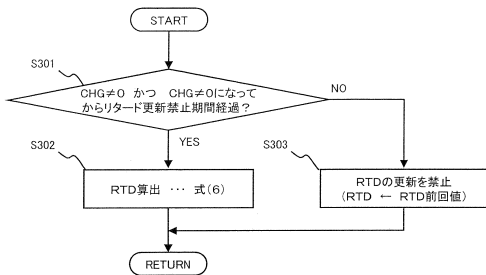 START
S301
CHG≠0 かつ CHG≠0になって
からリタード更新禁止期間経過？
NO
YES
S302
RTD算出 ･･･ 式(6)
S303
RTDの更新を禁止
(RTD ← RTD前回値)
RETURN